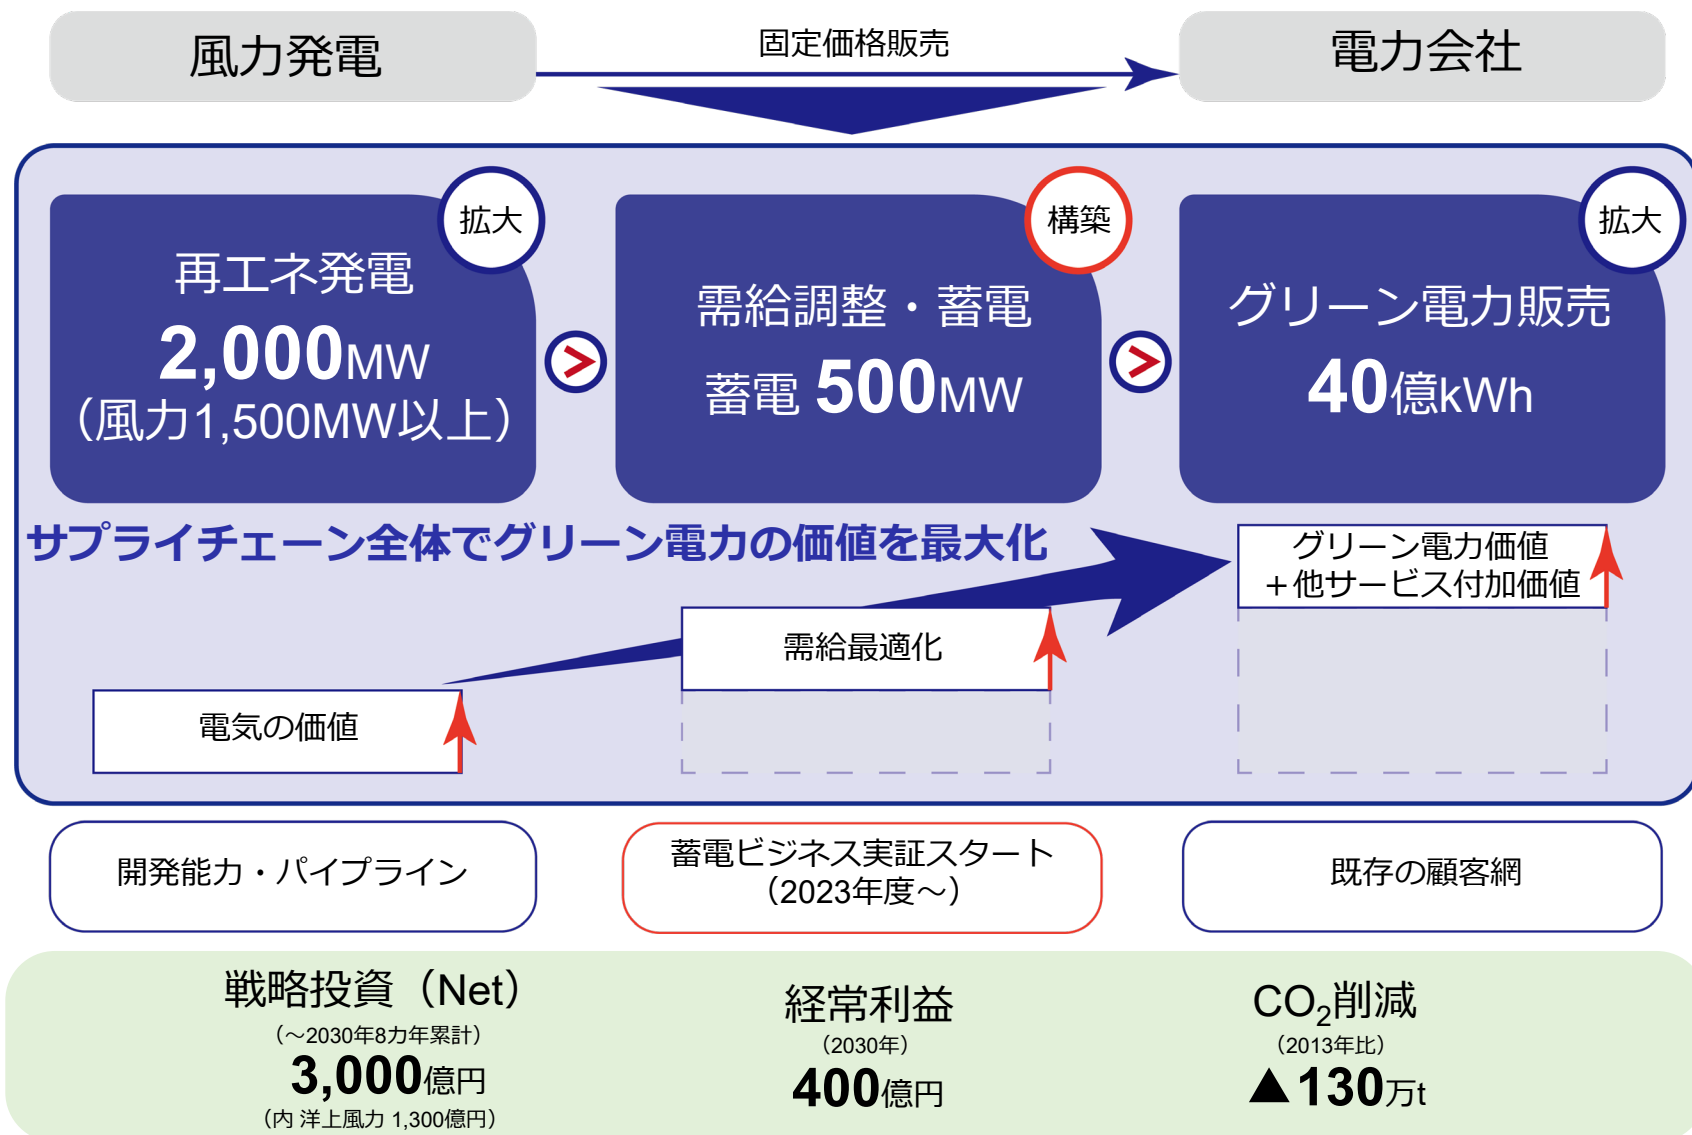 風力発電
固定価格販売
電力会社
拡大
再エネ発電
2,000MW
（風力1,500MW以上）
構築
需給調整・蓄電
蓄電 500MW
拡大
グリーン電力販売
40億kWh
サプライチェーン全体でグリーン電力の価値を最大化
電気の価値
需給最適化
グリーン電力価値
＋他サービス付加価値
開発能力・パイプライン
蓄電ビジネス実証スタート
（2023年度～）
既存の顧客網
戦略投資（Net）
（～2030年8カ年累計）
3,000億円
（内 洋上風力 1,300億円）
経常利益
（2030年）
400億円
CO₂削減
（2013年比）
▲130万t